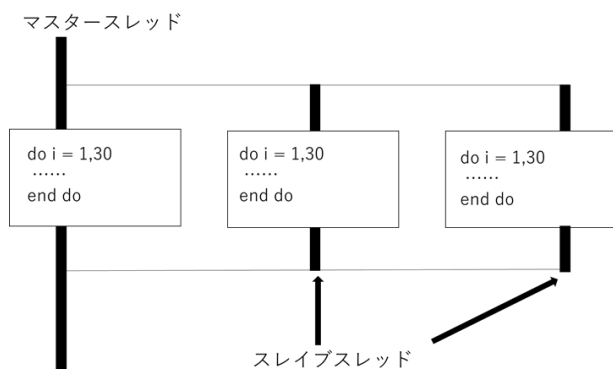 マスタースレッド
do i = 1,30
……
end do
do i = 1,30
……
end do
do i = 1,30
……
end do
スレイブスレッド